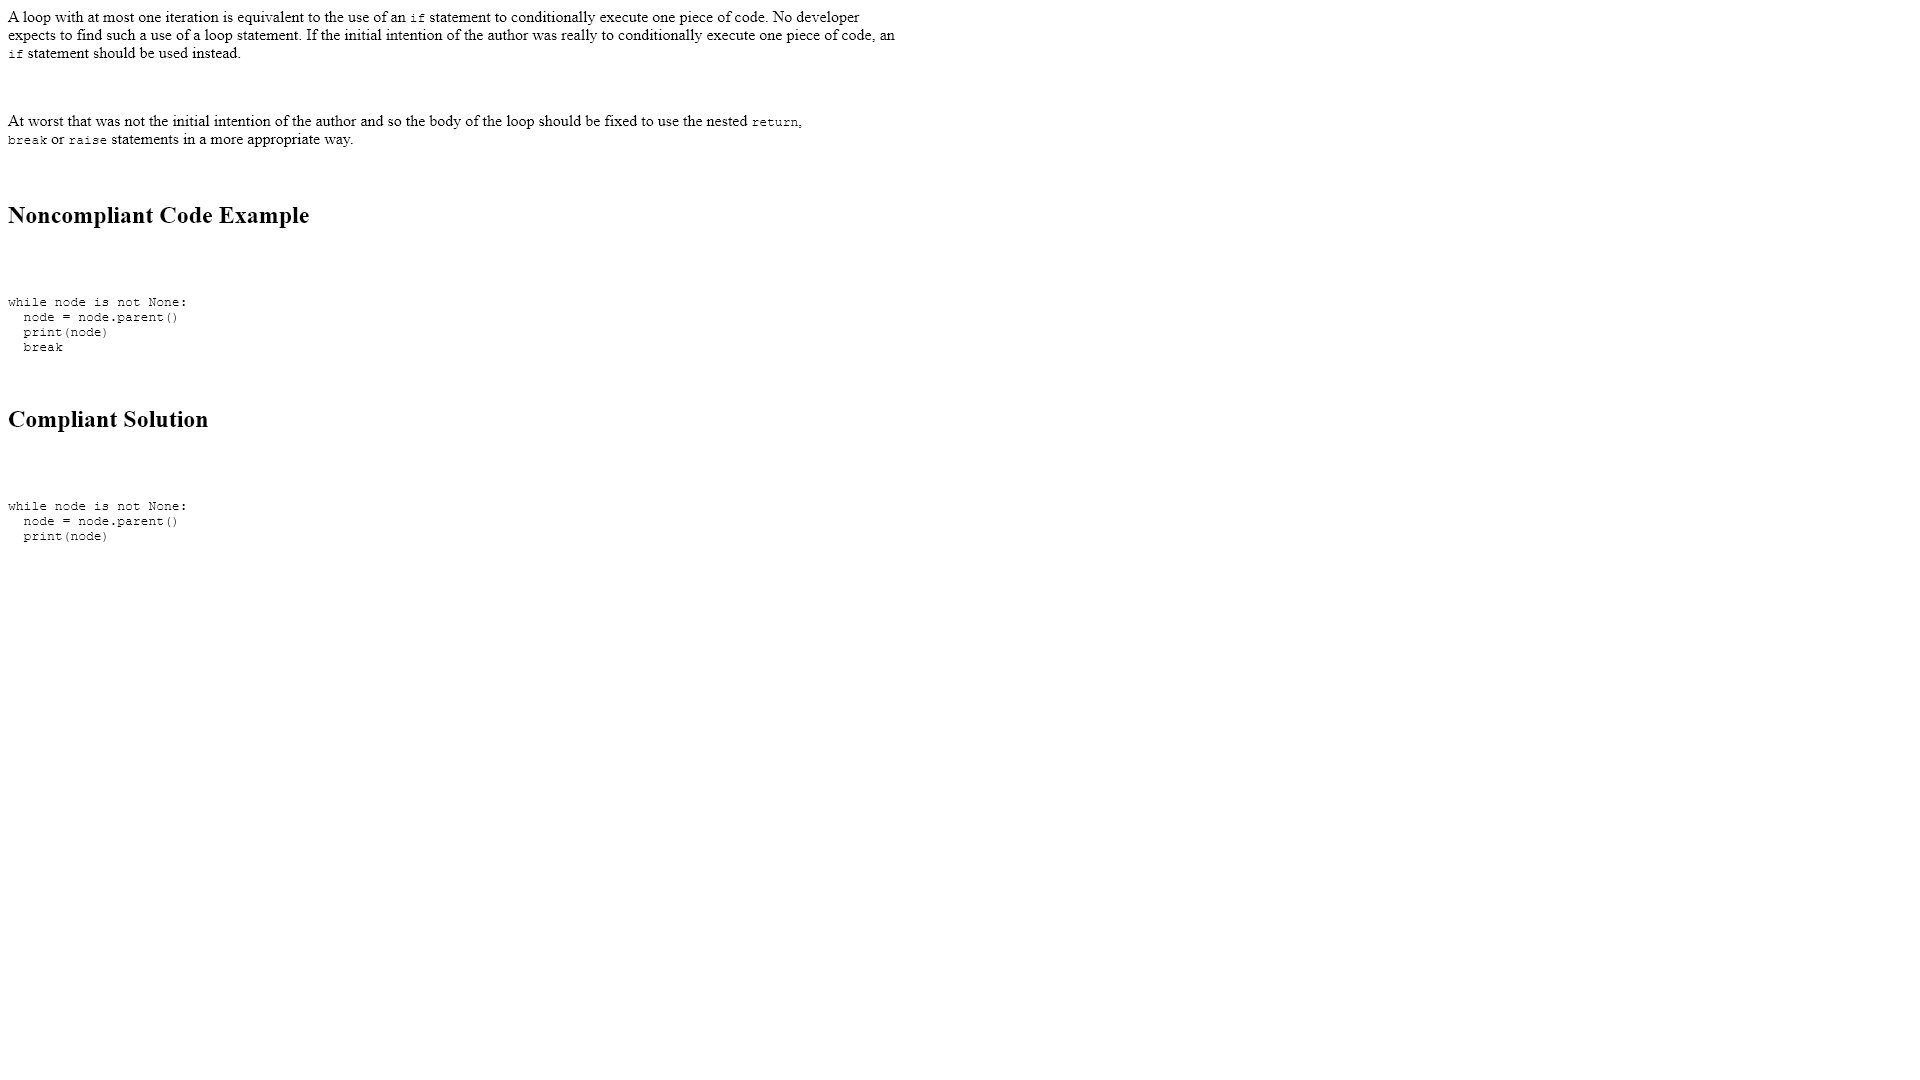 A loop with at most one iteration is equivalent to the use of an if statement to conditionally execute one piece of code. No developer
expects to find such a use of a loop statement. If the initial intention of the author was really to conditionally execute one piece of code, an
if statement should be used instead.
At worst that was not the initial intention of the author and so the body of the loop should be fixed to use the nested return,
break or raise statements in a more appropriate way.
Noncompliant Code Example
while node is not None:
  node = node.parent()
  print(node)
  break
Compliant Solution
while node is not None:
  node = node.parent()
  print(node)